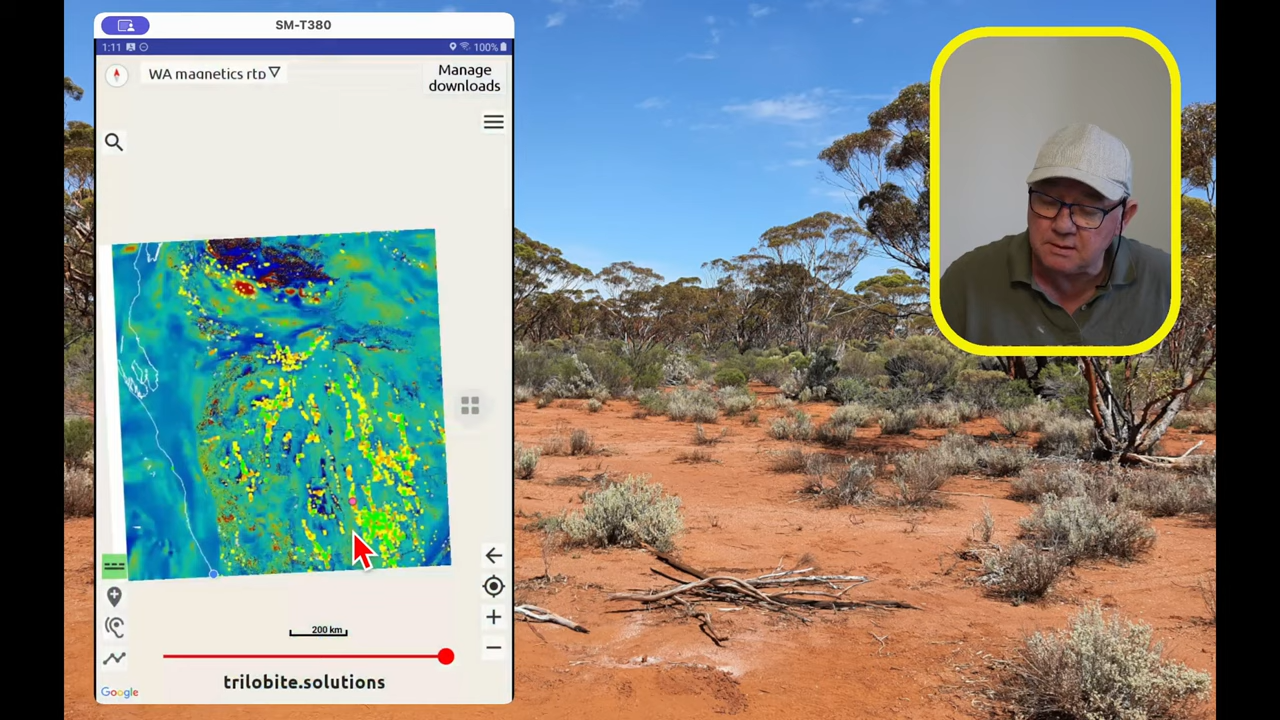 SM-T380
1:11
100%
WA magnetics rtp
Manage
downloads
200 km
trilobite.solutions
Google